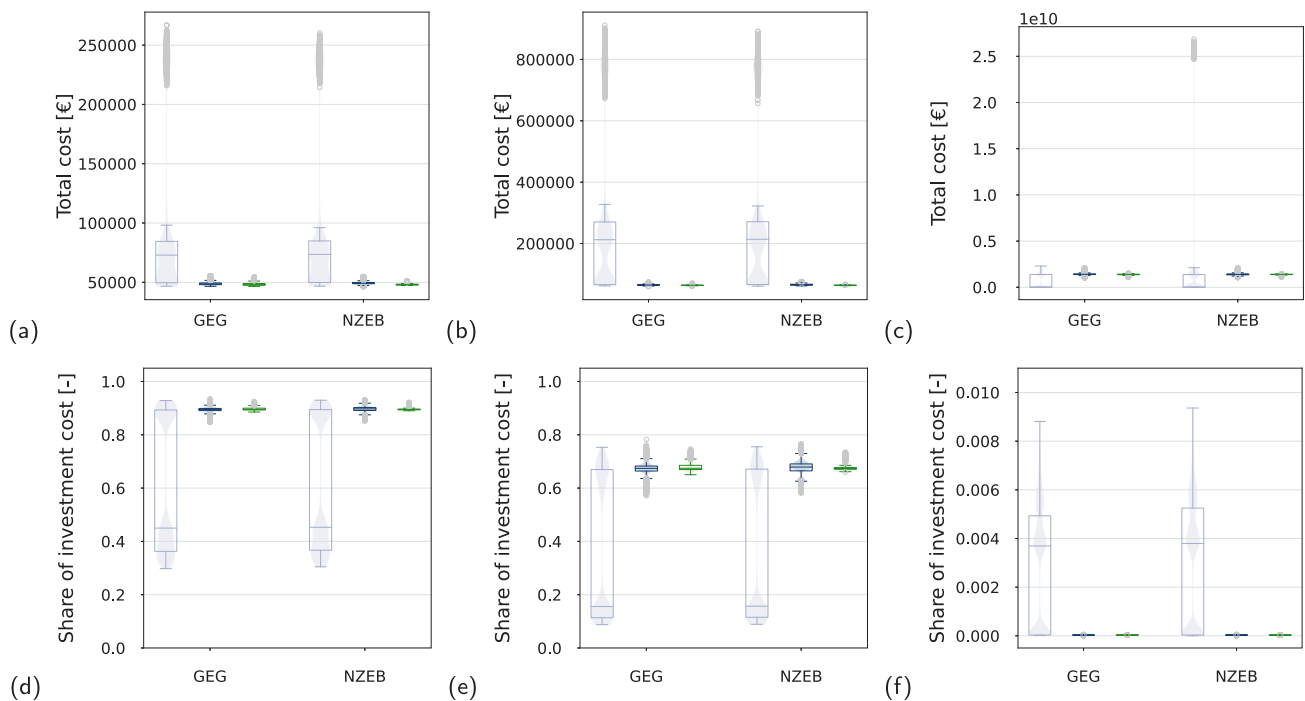 Total cost [€]
250000
200000
150000
100000
50000
GEG
NZEB
(a)
Total cost [€]
800000
600000
400000
200000
GEG
NZEB
(b)
1e10
Total cost [€]
2.5
2.0
1.5
1.0
0.5
0.0
GEG
NZEB
(c)
Share of investment cost [-]
1.0
0.8
0.6
0.4
0.2
0.0
GEG
NZEB
(d)
Share of investment cost [-]
1.0
0.8
0.6
0.4
0.2
0.0
GEG
NZEB
(e)
Share of investment cost [-]
0.010
0.008
0.006
0.004
0.002
0.000
GEG
NZEB
(f)